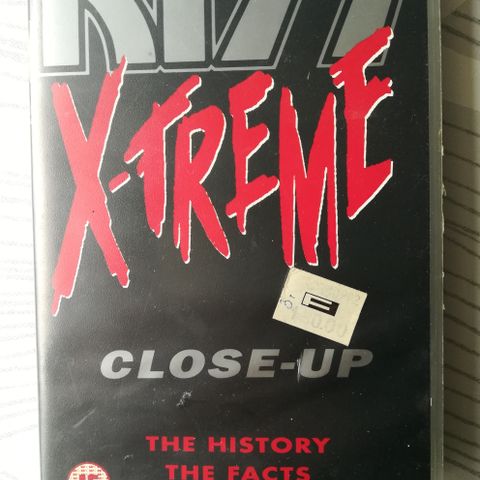 KISS
X-TREME
CLOSE-UP
THE HISTORY
THE FACTS